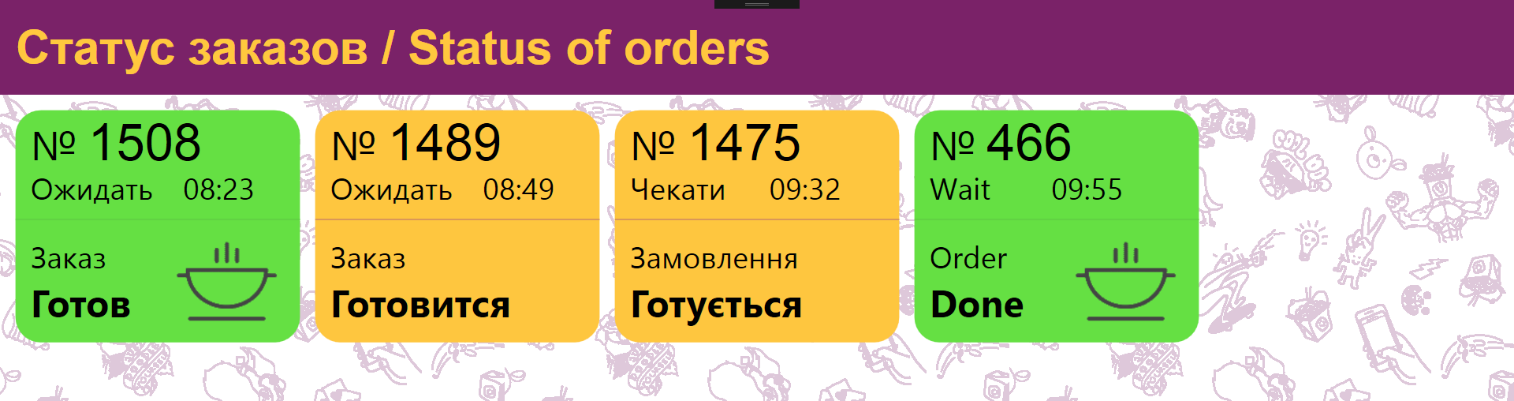 Статус заказов / Status of orders
№ 1508
Ожидать 08:23
Заказ
Готов
№ 1489
Ожидать 08:49
Заказ
Готовится
№ 1475
Чекати 09:32
Замовлення
Готується
№ 466
Wait 09:55
Order
Done